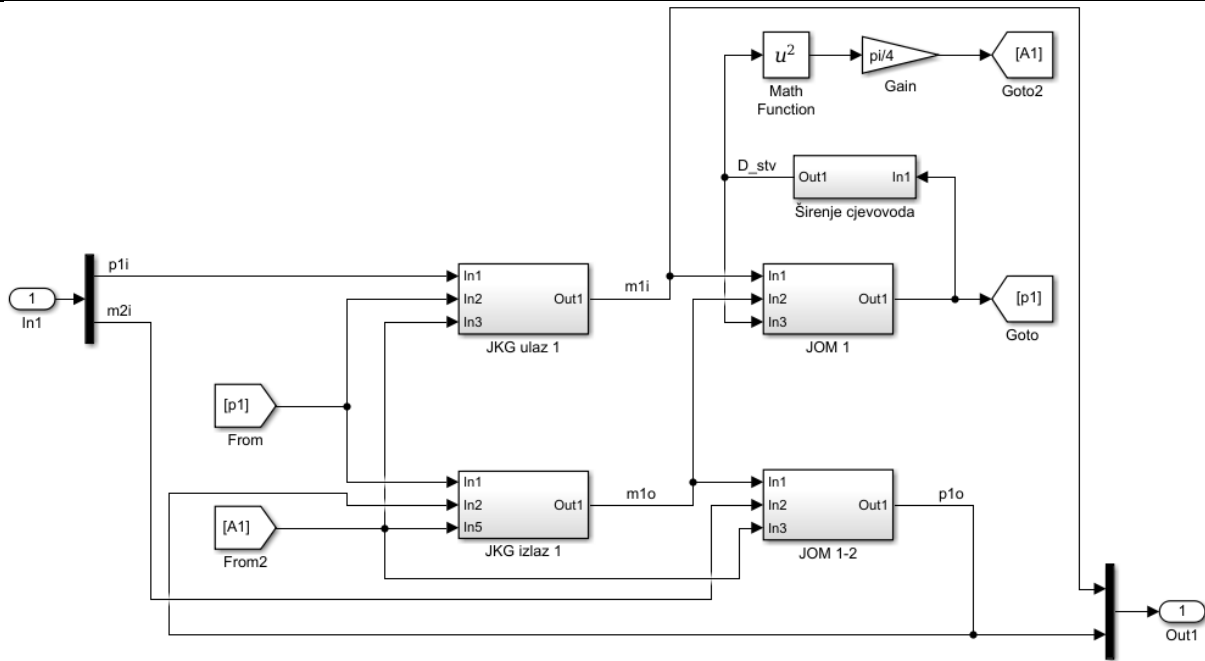 u²
Math
Function
pi/4
Gain
[A1]
Goto2
D_stv
Out1
In1
Širenje cjevovoda
1
In1
p1i
m2i
In1
In2
In3
Out1
JKG ulaz 1
m1i
In1
In2
In3
Out1
JOM 1
[p1]
Goto
[p1]
From
[A1]
From2
In1
In2
In5
Out1
JKG izlaz 1
m1o
In1
In2
In3
Out1
JOM 1-2
p1o
1
Out1